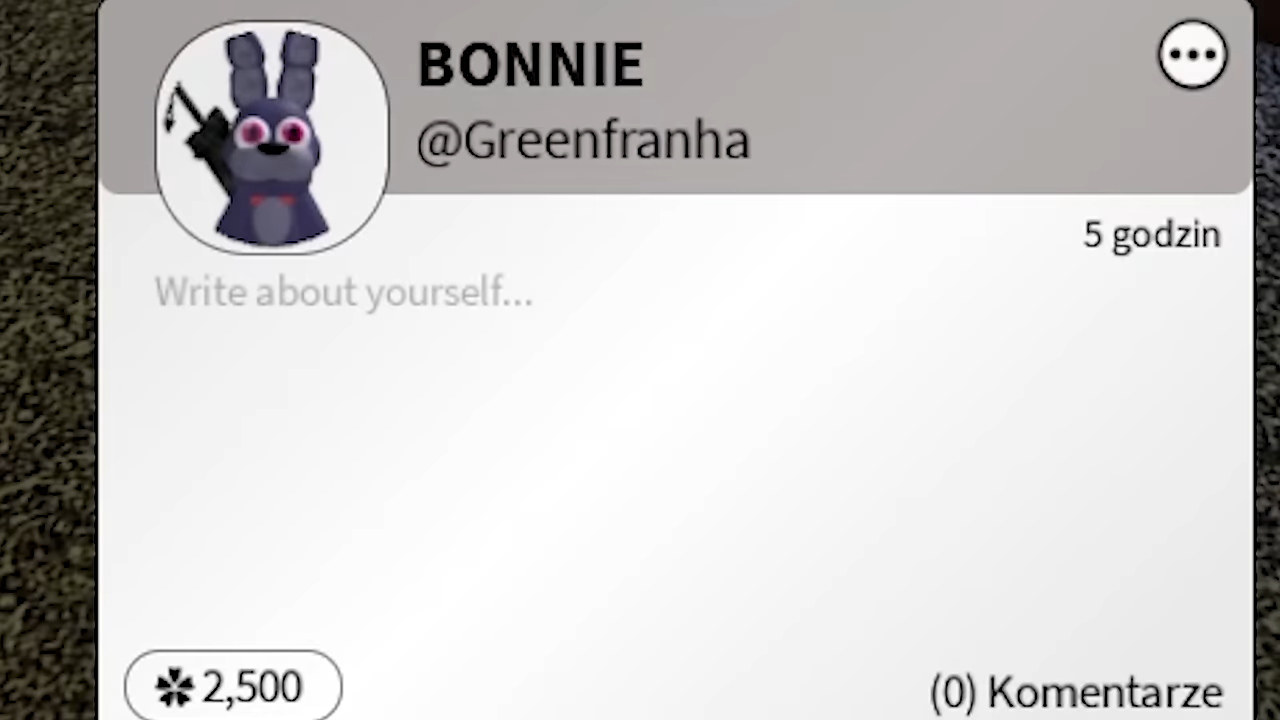 BONNIE
@Greenfranha
5 godzin
Write about yourself...
2,500
(0) Komentarze